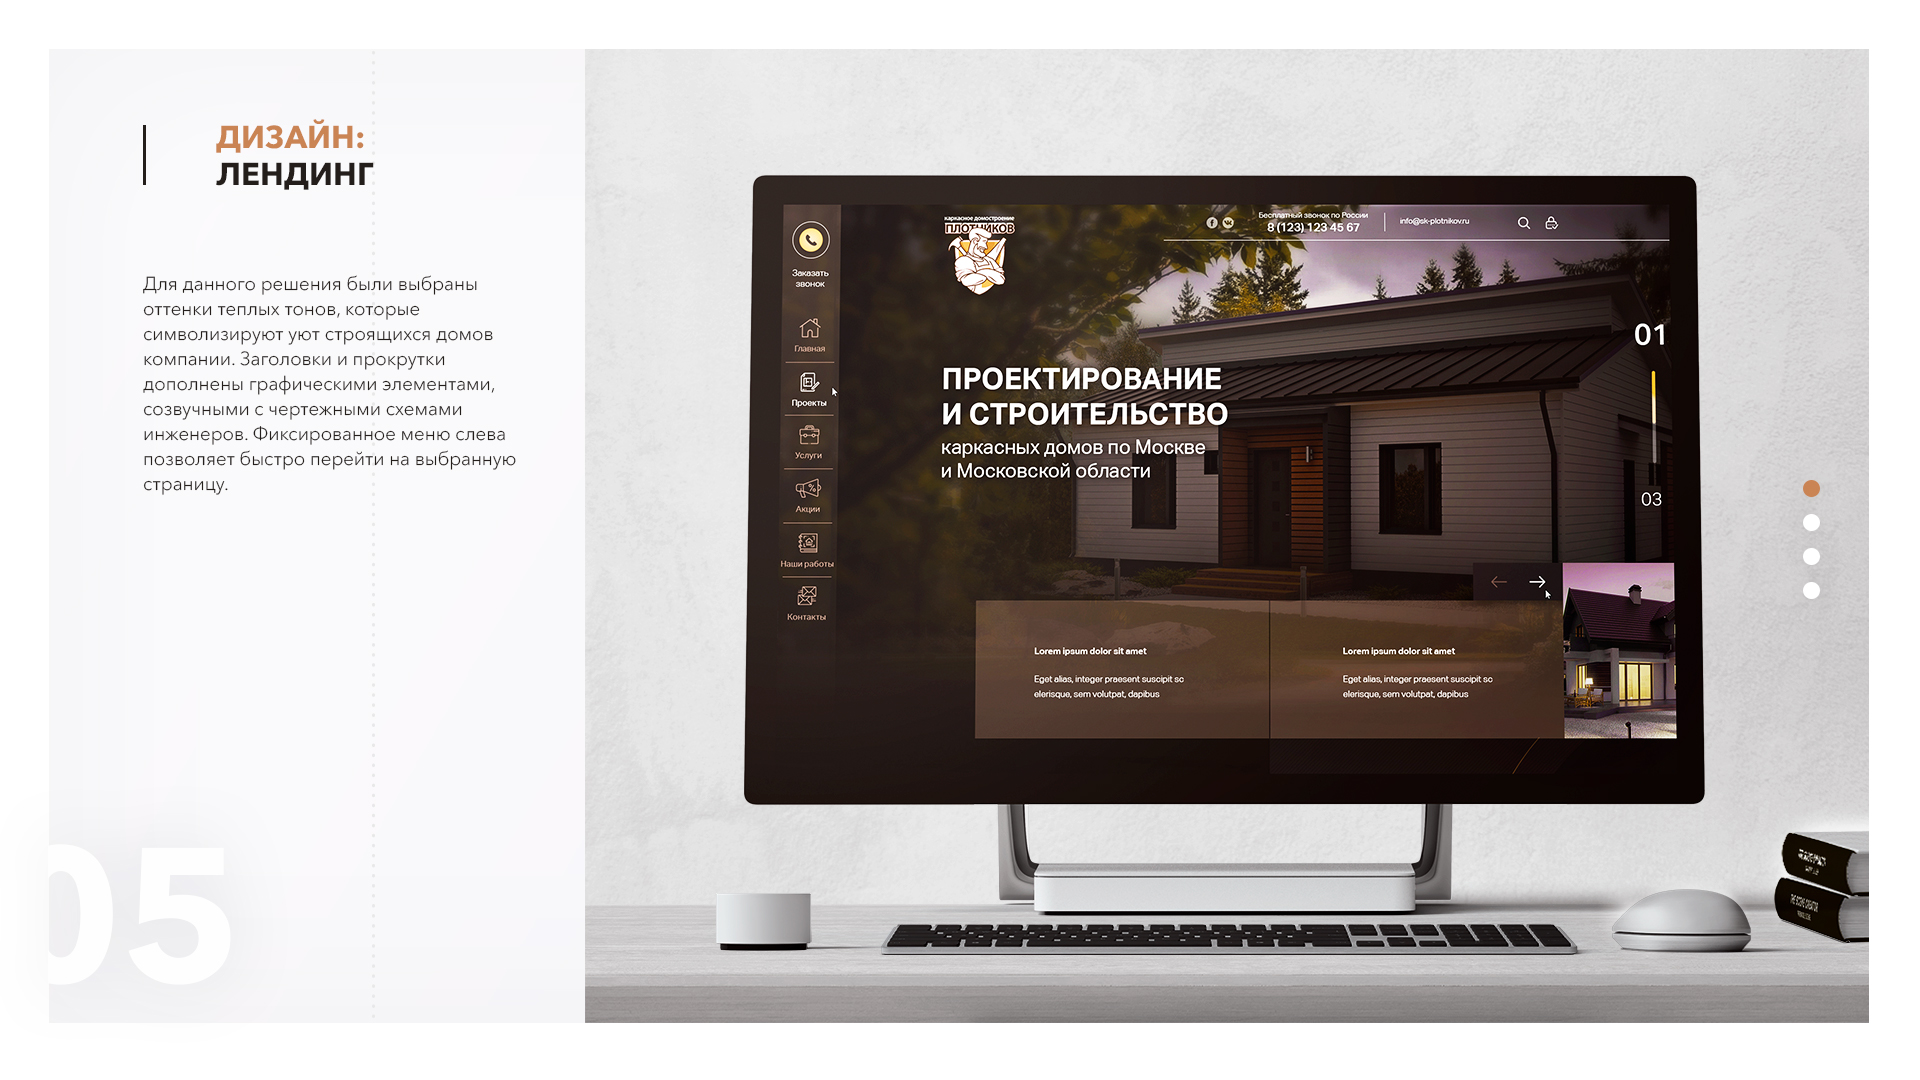 ДИЗАЙН:
ЛЕНДИНГ
Для данного решения были выбраны
оттенки теплых тонов, которые
символизируют уют строящихся домов
компании. Заголовки и прокрутки
дополнены графическими элементами,
созвучными с чертежными схемами
инженеров. Фиксированное меню слева
позволяет быстро перейти на выбранную
страницу.
05
Заказать
звонок
Главная
Проекты
Услуги
Акции
Наши работы
Контакты
каркасное домостроение
ПЛОТНИКОВ
Бесплатный звонок по России
8 (123) 123 45 67
info@sk-plotnikov.ru
ПРОЕКТИРОВАНИЕ
И СТРОИТЕЛЬСТВО
каркасных домов по Москве
и Московской области
01
03
Lorem ipsum dolor sit amet
Eget alias, integer praesent suscipit sc
elerisque, sem volutpat, dapibus
Lorem ipsum dolor sit amet
Eget alias, integer praesent suscipit sc
elerisque, sem volutpat, dapibus